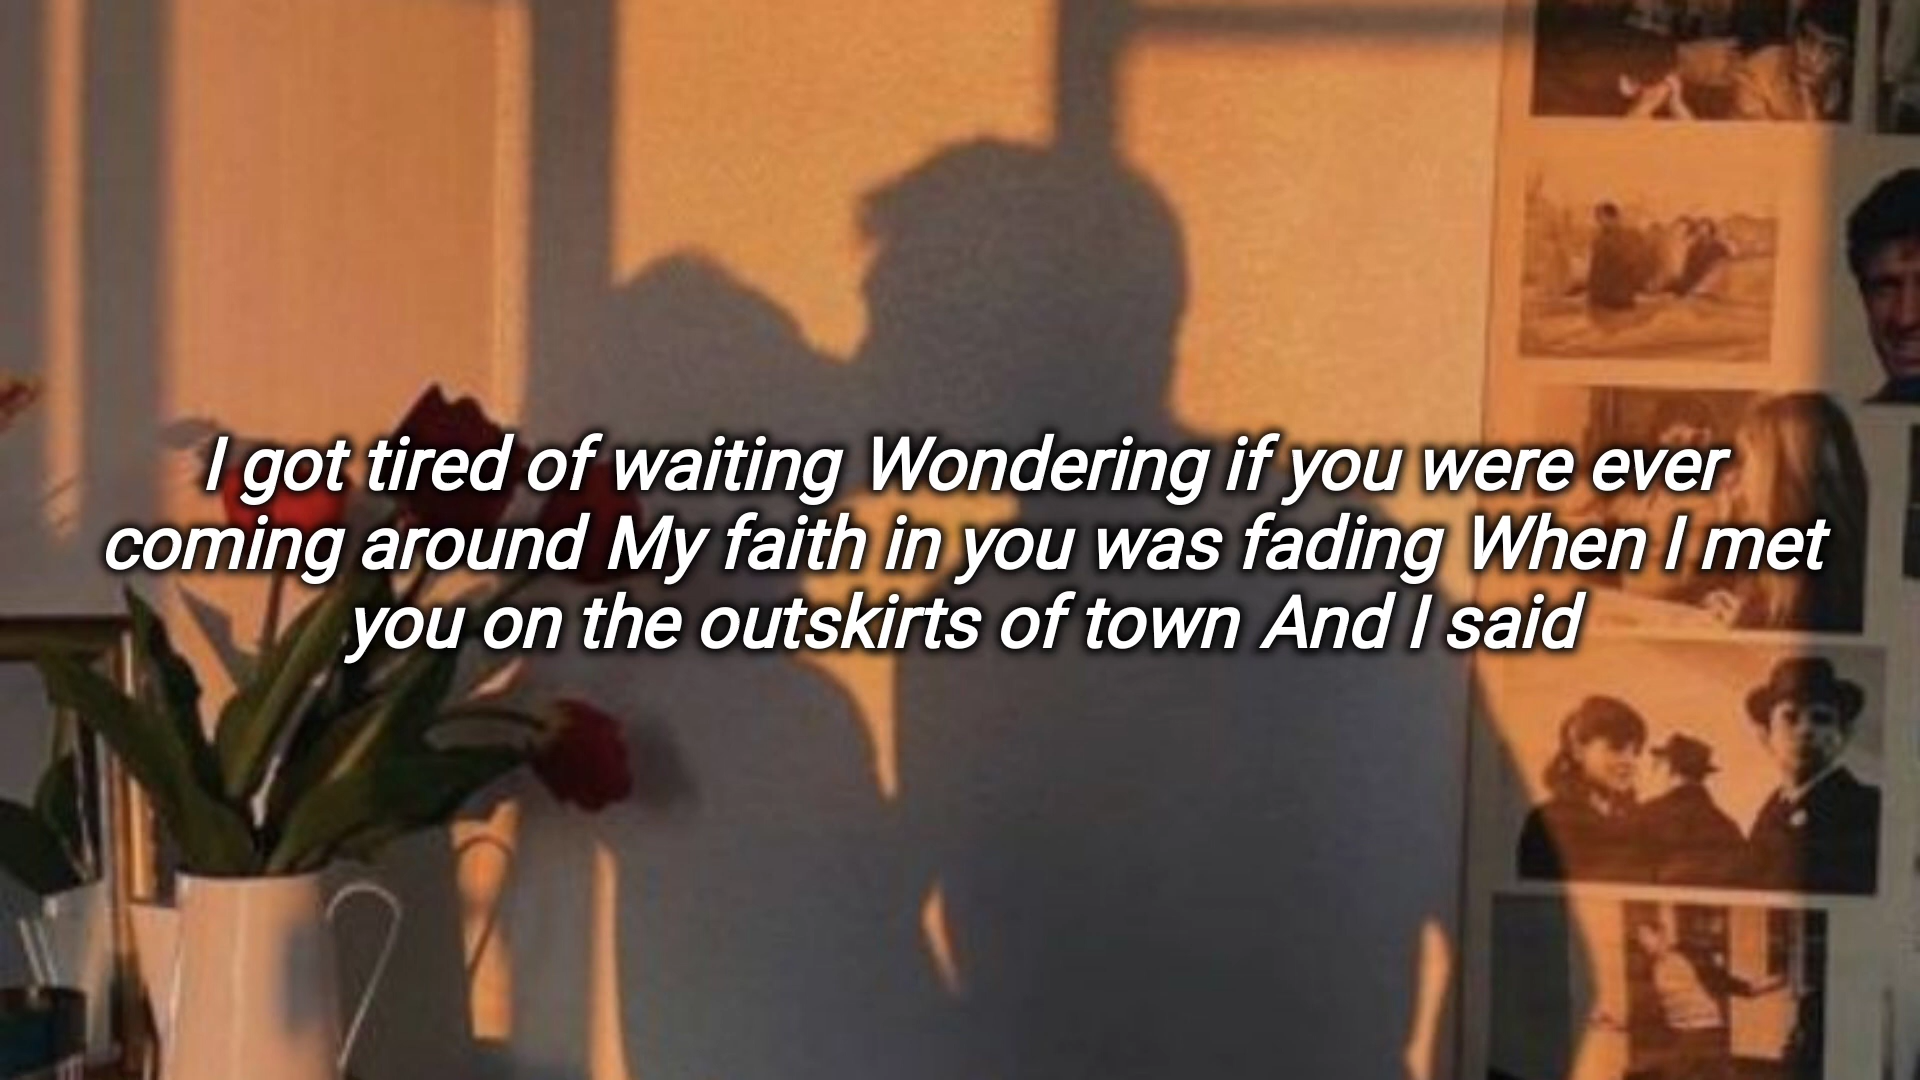 I got tired of waiting Wondering if you were ever
coming around My faith in you was fading When I met
you on the outskirts of town And I said